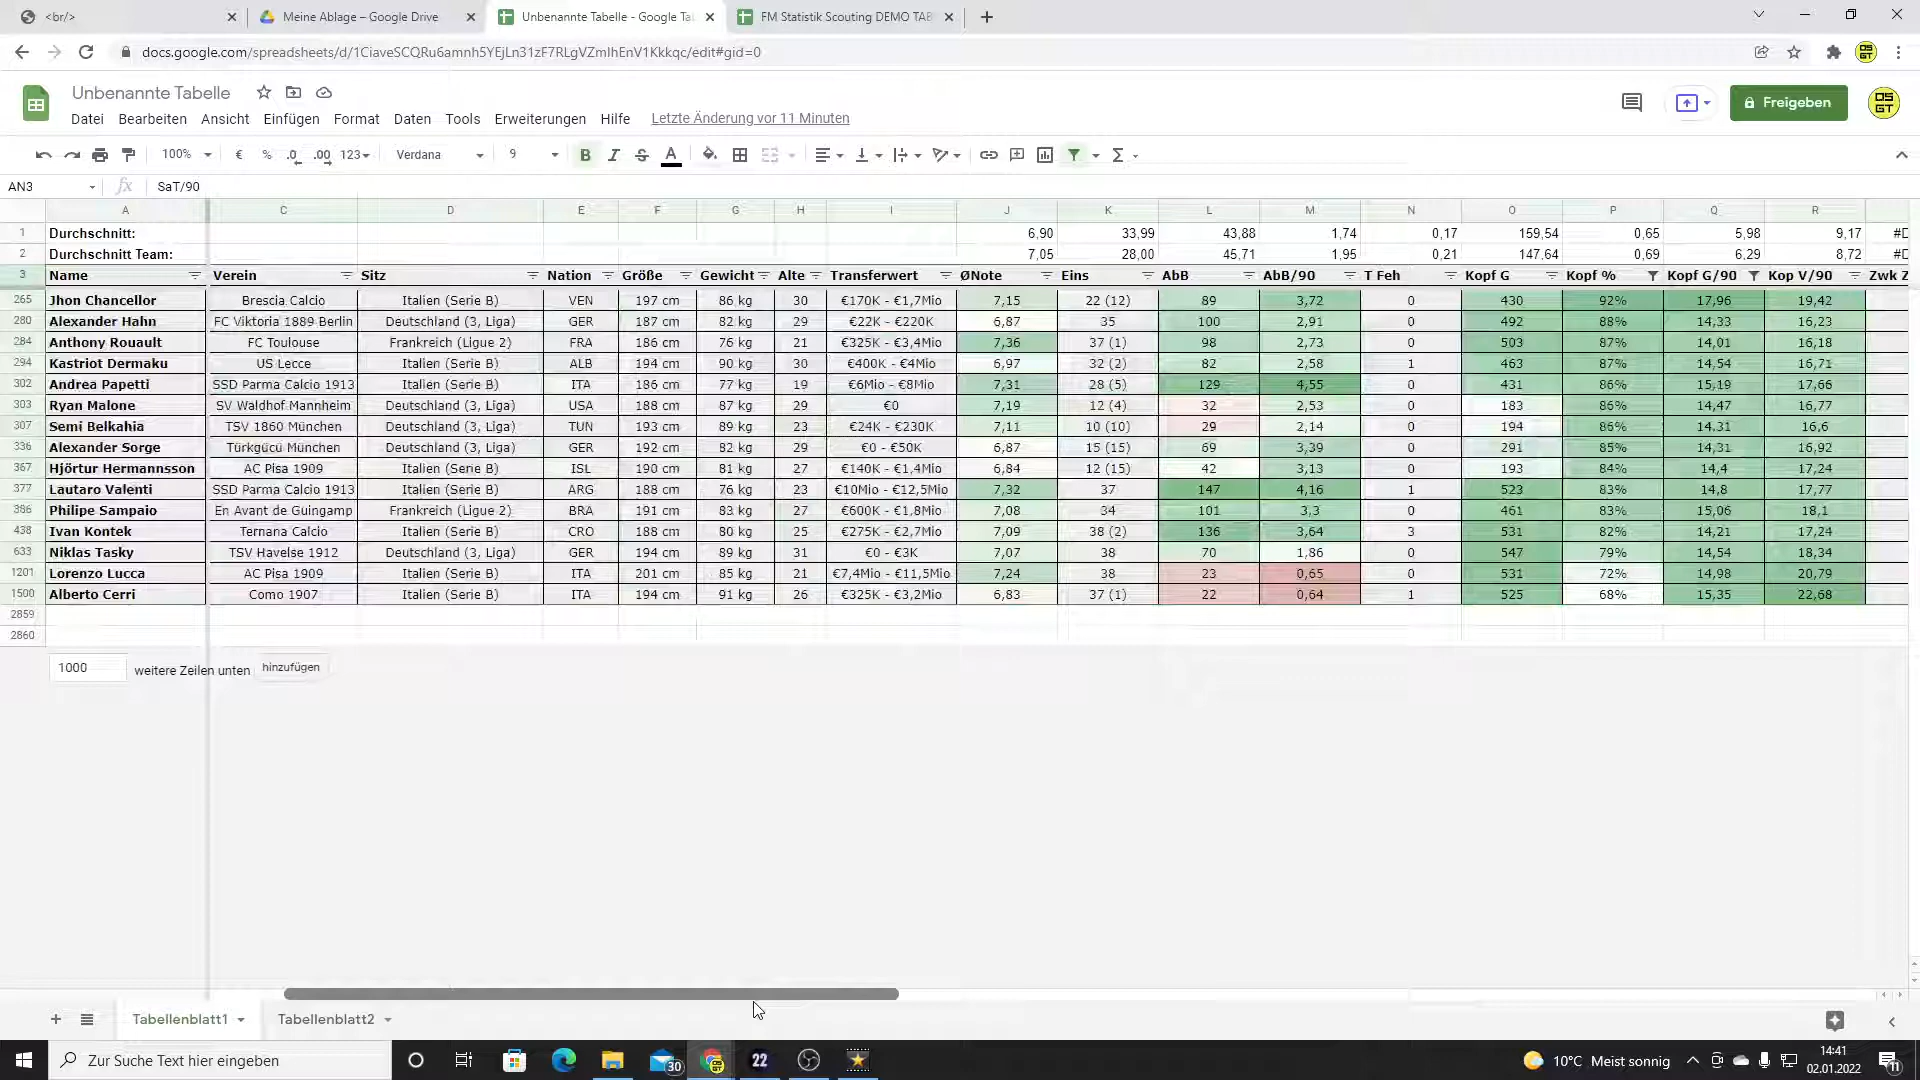 <br/>
Meine Ablage – Google Drive
Unbenannte Tabelle - Google Ta
FM Statistik Scouting DEMO TAB
docs.google.com/spreadsheets/d/1CiaveSCQRu6amnh5YEjLn31zF7RLgVZmIhEnV1Kkkqc/edit#gid=0
Unbenannte Tabelle
Datei Bearbeiten Ansicht Einfügen Format Daten Tools Erweiterungen Hilfe Letzte Änderung vor 11 Minuten
Freigeben
100% € % .0 .00 123 Verdana 9 B I S A
AN3 fx SaT/90
A C D E F G H I J K L M N O P Q R
1 Durchschnitt: 6,90 33,99 43,88 1,74 0,17 159,54 0,65 5,98 9,17 #D
2 Durchschnitt Team: 7,05 28,00 45,71 1,95 0,21 147,64 0,69 6,29 8,72 #D
3 Name Verein Sitz Nation Größe Gewicht Alte Transferwert ØNote Eins AbB AbB/90 T Feh Kopf G Kopf % Kopf G/90 Kop V/90 Zwk Z
265 Jhon Chancellor Brescia Calcio Italien (Serie B) VEN 197 cm 86 kg 30 €170K - €1,7Mio 7,15 22 (12) 89 3,72 0 430 92% 17,96 19,42
280 Alexander Hahn FC Viktoria 1889 Berlin Deutschland (3, Liga) GER 187 cm 82 kg 29 €22K - €220K 6,87 35 100 2,91 0 492 88% 14,33 16,23
284 Anthony Rouault FC Toulouse Frankreich (Ligue 2) FRA 186 cm 76 kg 21 €325K - €3,4Mio 7,36 37 (1) 98 2,73 0 503 87% 14,01 16,18
294 Kastriot Dermaku US Lecce Italien (Serie B) ALB 194 cm 90 kg 30 €400K - €4Mio 6,97 32 (2) 82 2,58 1 463 87% 14,54 16,71
302 Andrea Papetti SSD Parma Calcio 1913 Italien (Serie B) ITA 186 cm 77 kg 19 €6Mio - €8Mio 7,31 28 (5) 129 4,55 0 431 86% 15,19 17,66
303 Ryan Malone SV Waldhof Mannheim Deutschland (3, Liga) USA 188 cm 87 kg 29 €0 7,19 12 (4) 32 2,53 0 183 86% 14,47 16,77
307 Semi Belkahia TSV 1860 München Deutschland (3, Liga) TUN 193 cm 89 kg 23 €24K - €230K 7,11 10 (10) 29 2,14 0 194 86% 14,31 16,6
336 Alexander Sorge Türkgücü München Deutschland (3, Liga) GER 192 cm 82 kg 29 €0 - €50K 6,87 15 (15) 69 3,39 0 291 85% 14,31 16,92
367 Hjörtur Hermannsson AC Pisa 1909 Italien (Serie B) ISL 190 cm 81 kg 27 €140K - €1,4Mio 6,84 12 (15) 42 3,13 0 193 84% 14,4 17,24
377 Lautaro Valenti SSD Parma Calcio 1913 Italien (Serie B) ARG 188 cm 76 kg 23 €10Mio - €12,5Mio 7,32 37 147 4,16 1 523 83% 14,8 17,77
386 Philipe Sampaio En Avant de Guingamp Frankreich (Ligue 2) BRA 191 cm 83 kg 27 €600K - €1,8Mio 7,08 34 101 3,3 0 461 83% 15,06 18,1
438 Ivan Kontek Ternana Calcio Italien (Serie B) CRO 188 cm 80 kg 25 €275K - €2,7Mio 7,09 38 (2) 136 3,64 3 531 82% 14,21 17,24
633 Niklas Tasky TSV Havelse 1912 Deutschland (3, Liga) GER 194 cm 89 kg 31 €0 - €3K 7,07 38 70 1,86 0 547 79% 14,54 18,34
1201 Lorenzo Lucca AC Pisa 1909 Italien (Serie B) ITA 201 cm 85 kg 21 €7,4Mio - €11,5Mio 7,24 38 23 0,65 0 531 72% 14,98 20,79
1500 Alberto Cerri Como 1907 Italien (Serie B) ITA 194 cm 91 kg 26 €325K - €3,2Mio 6,83 37 (1) 22 0,64 1 525 68% 15,35 22,68
2859
2860
1000 weitere Zeilen unten hinzufügen
Tabellenblatt1 Tabellenblatt2
Zur Suche Text hier eingeben
30
22
10°C Meist sonnig
14:41
02.01.2022
11